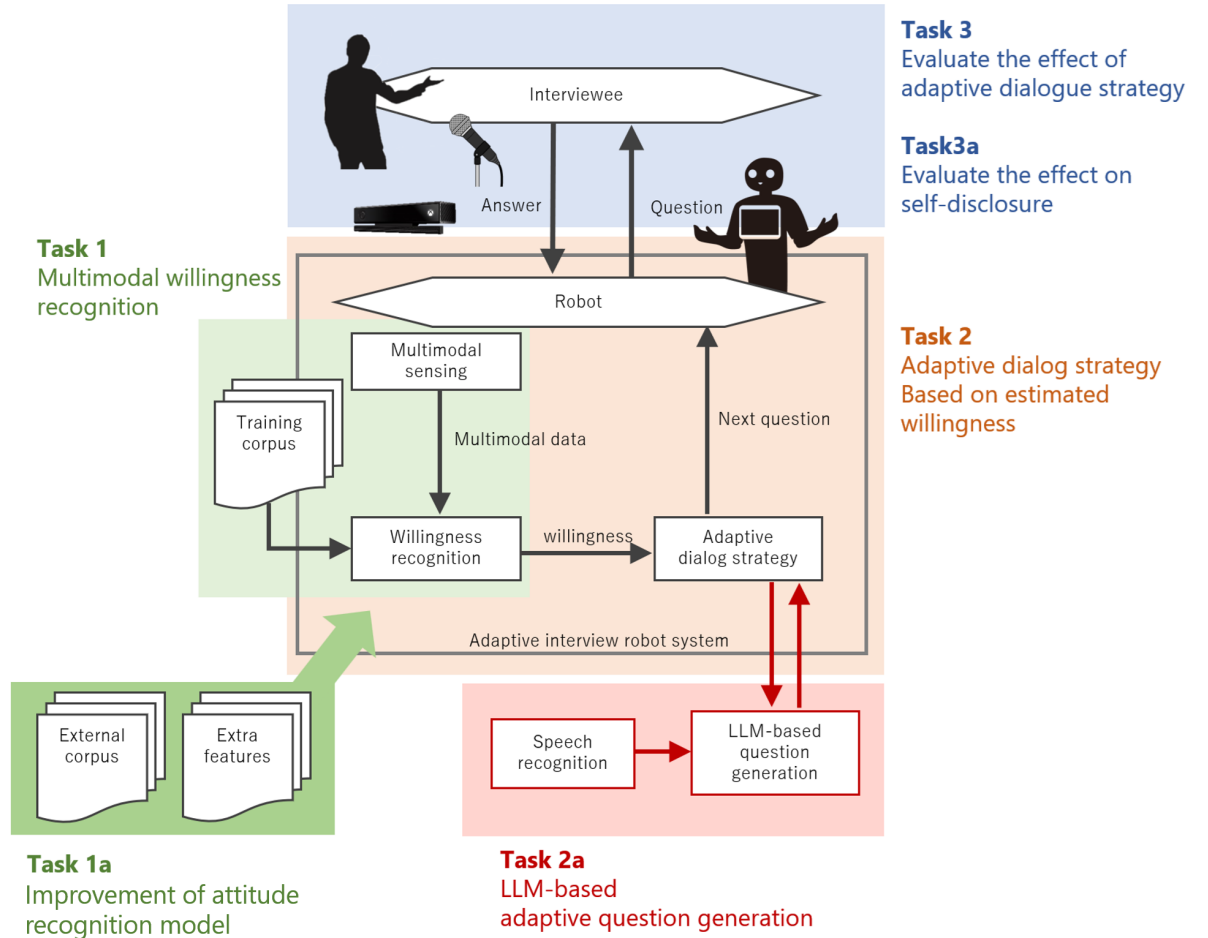 Task 3
Evaluate the effect of
adaptive dialogue strategy
Task3a
Evaluate the effect on
self-disclosure
Interviewee
Answer
Question
Task 1
Multimodal willingness
recognition
Robot
Multimodal
sensing
Training
corpus
Multimodal data
Next question
Task 2
Adaptive dialog strategy
Based on estimated
willingness
Willingness
recognition
willingness
Adaptive
dialog strategy
Adaptive interview robot system
External
corpus
Extra
features
Speech
recognition
LLM-based
question
generation
Task 1a
Improvement of attitude
recognition model
Task 2a
LLM-based
adaptive question generation